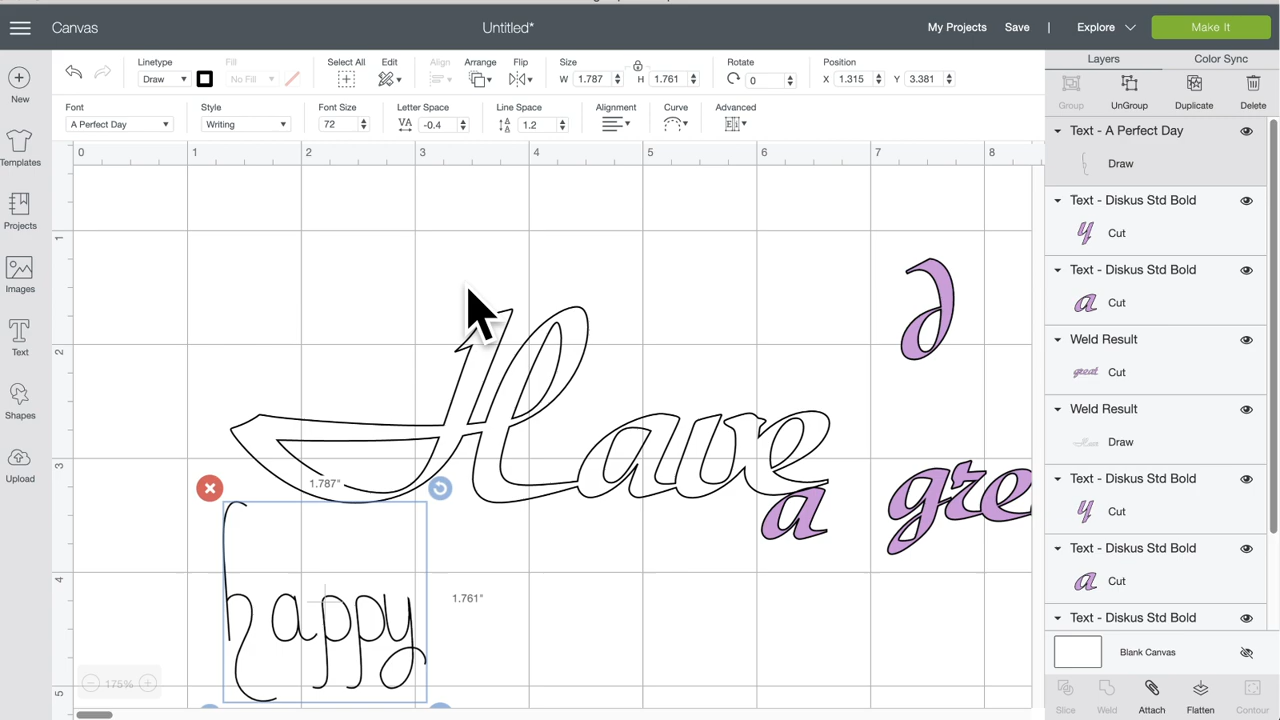 Canvas
Untitled*
My Projects Save | Explore Make It
Linetype Fill Select All Edit Align Arrange Flip Size Rotate Position
Draw No Fill W 1.787 H 1.761 0 X 1.315 Y 3.381
Font Style Font Size Letter Space Line Space Alignment Curve Advanced
A Perfect Day Writing 72 VA -0.4 1.2
New
Templates
Projects
Images
Text
Shapes
Upload
0 1 2 3 4 5 6 7 8
1
2
3
4
5
Have
a
grea
1.787"
1.761"
happy
175%
Layers Color Sync
Group UnGroup Duplicate Delete
Text - A Perfect Day
Draw
Text - Diskus Std Bold
y Cut
Text - Diskus Std Bold
a Cut
Weld Result
great Cut
Weld Result
Have Draw
Text - Diskus Std Bold
y Cut
Text - Diskus Std Bold
a Cut
Text - Diskus Std Bold
Blank Canvas
Slice Weld Attach Flatten Contour